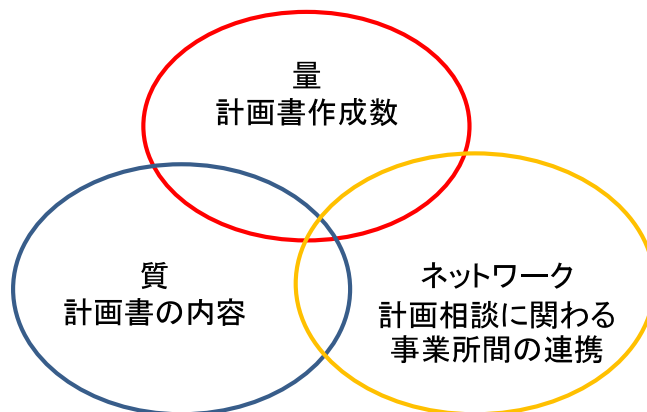 量
計画書作成数
質
計画書の内容
ネットワーク
計画相談に関わる
事業所間の連携